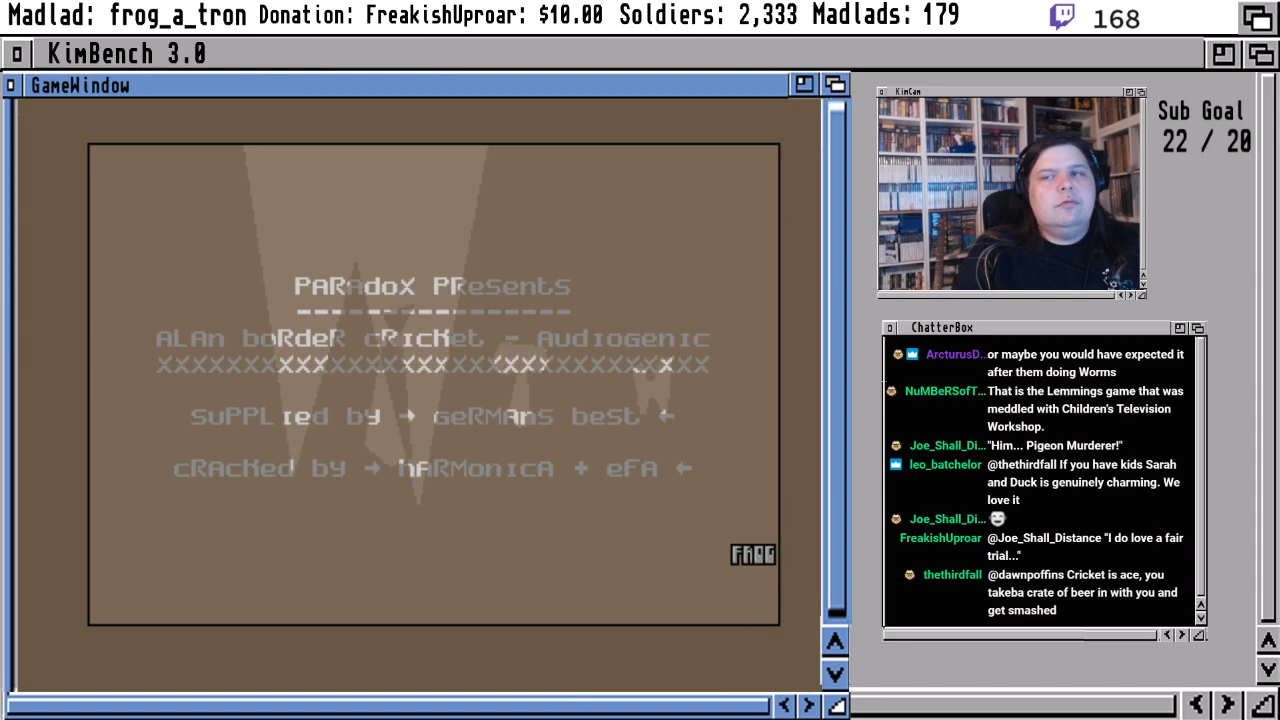 Madlad: frog_a_tron Donation: FreakishUproar: $10.00 Soldiers: 2,333 Madlads: 179
168
KimBench 3.0
GameWindow
PARadoX PResents
ALAn boRdeR cRicKet - Audiogenic
XXXXXXXXXXXXXXXXXXXXXXXXXXXXXXXX
suPPLied by → geRMAnS beSt ←
cRAcKed by → hARMonicA + eFA ←
KimCam
Sub Goal
22 / 20
ChatterBox
ArcturusD... or maybe you would have expected it
after them doing Worms
NuMBERSofT... That is the Lemmings game that was
meddled with Children's Television
Workshop.
Joe_Shall_Di... "Him... Pigeon Murderer!"
leo_batchelor @thethirdfall If you have kids Sarah
and Duck is genuinely charming. We
love it
Joe_Shall_Di...
FreakishUproar @Joe_Shall_Distance "I do love a fair
trial..."
thethirdfall @dawnpoffins Cricket is ace, you
takeba crate of beer in with you and
get smashed